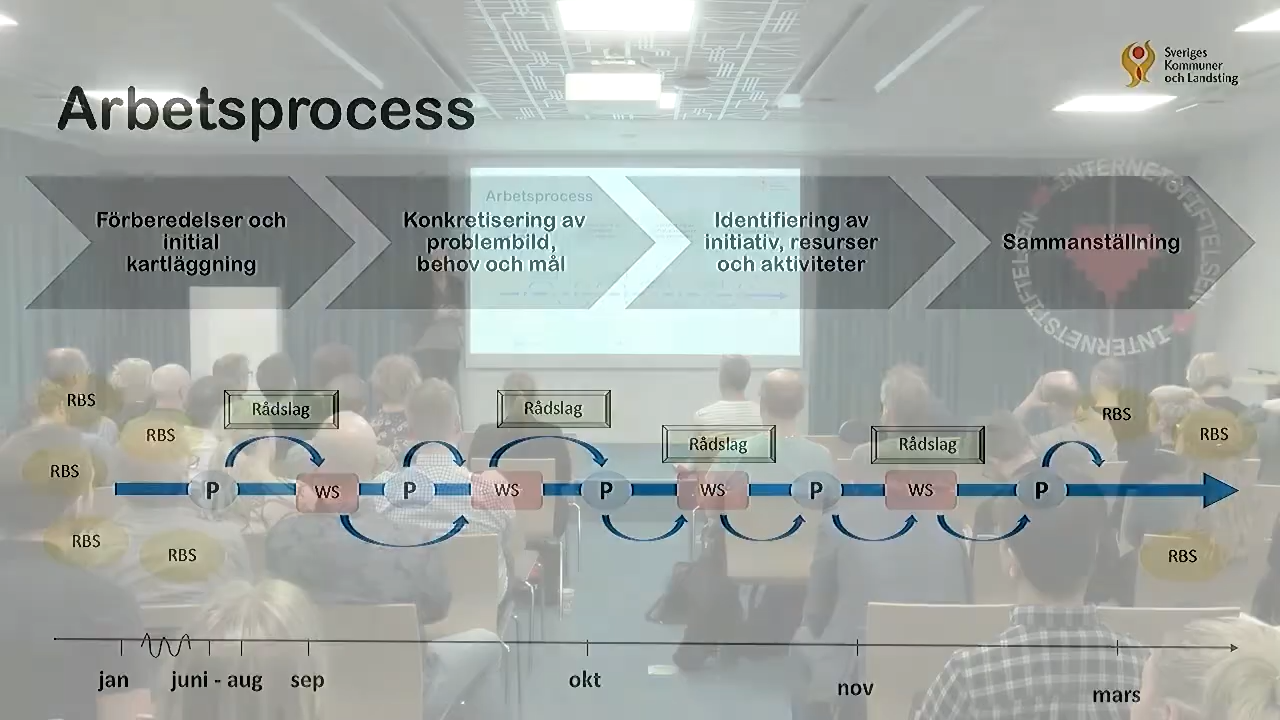 Sveriges
Kommuner
och Landsting
Arbetsprocess
INTERNETSTIFTELSEN
INTERNETSTIFTELSEN
Arbetsprocess
Förberedelser och
initial
kartläggning
Konkretisering av
problembild,
behov och mål
Identifiering av
initiativ, resurser
och aktiviteter
Sammanställning
RBS
RBS
RBS
RBS
RBS
Rådslag
Rådslag
Rådslag
Rådslag
RBS
RBS
RBS
P
WS
P
WS
P
WS
P
WS
P
jan
juni - aug
sep
okt
nov
mars